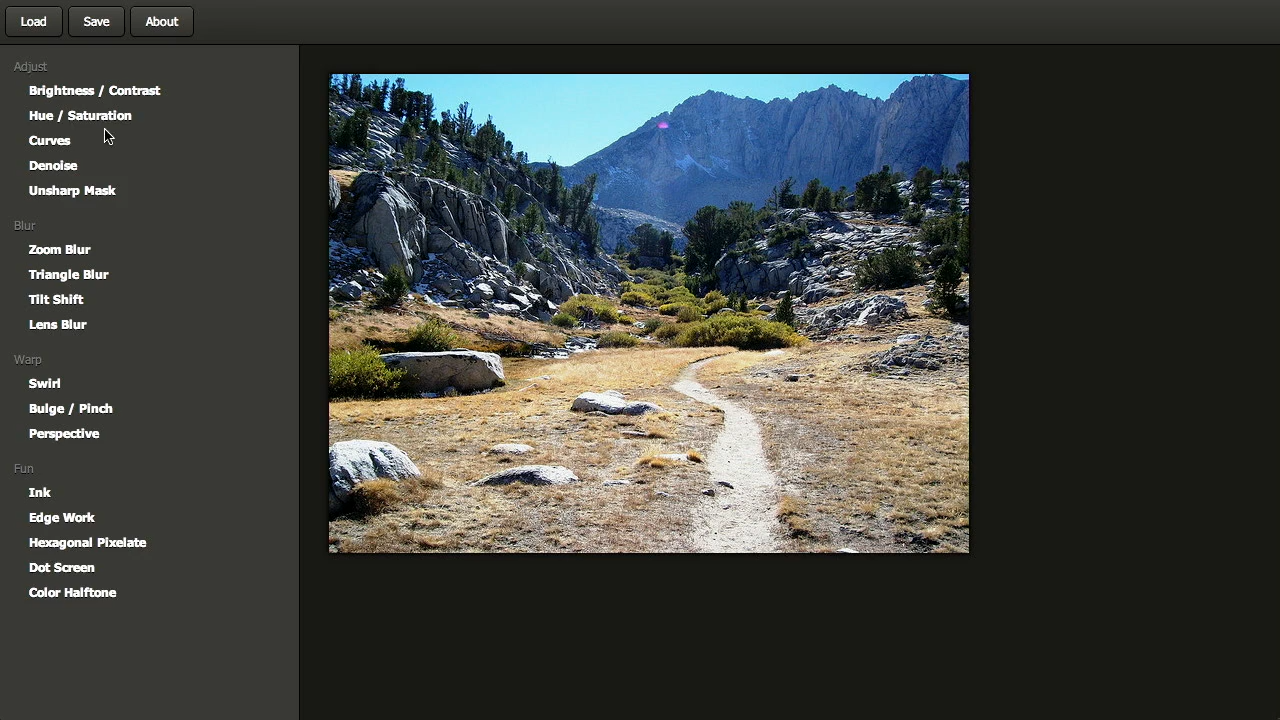 Load Save About
Adjust
Brightness / Contrast
Hue / Saturation
Curves
Denoise
Unsharp Mask
Blur
Zoom Blur
Triangle Blur
Tilt Shift
Lens Blur
Warp
Swirl
Bulge / Pinch
Perspective
Fun
Ink
Edge Work
Hexagonal Pixelate
Dot Screen
Color Halftone